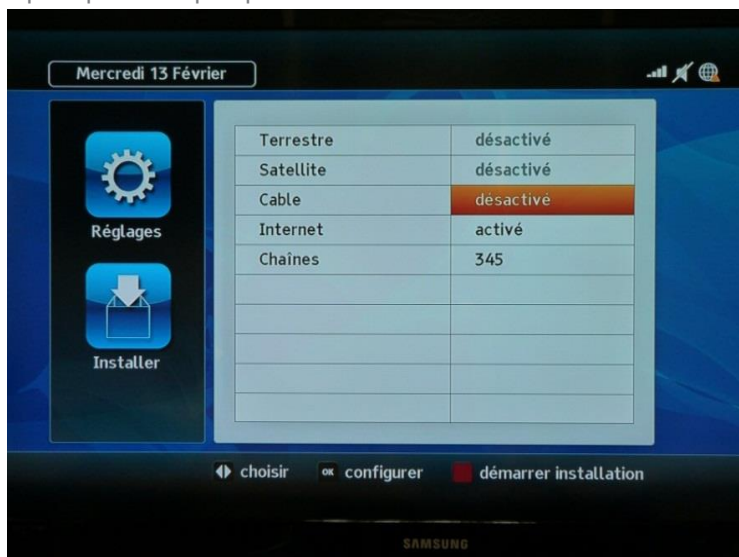 Mercredi 13 Février
Réglages
Installer
Terrestre désactivé
Satellite désactivé
Cable désactivé
Internet activé
Chaînes 345
choisir OK configurer démarrer installation
SAMSUNG